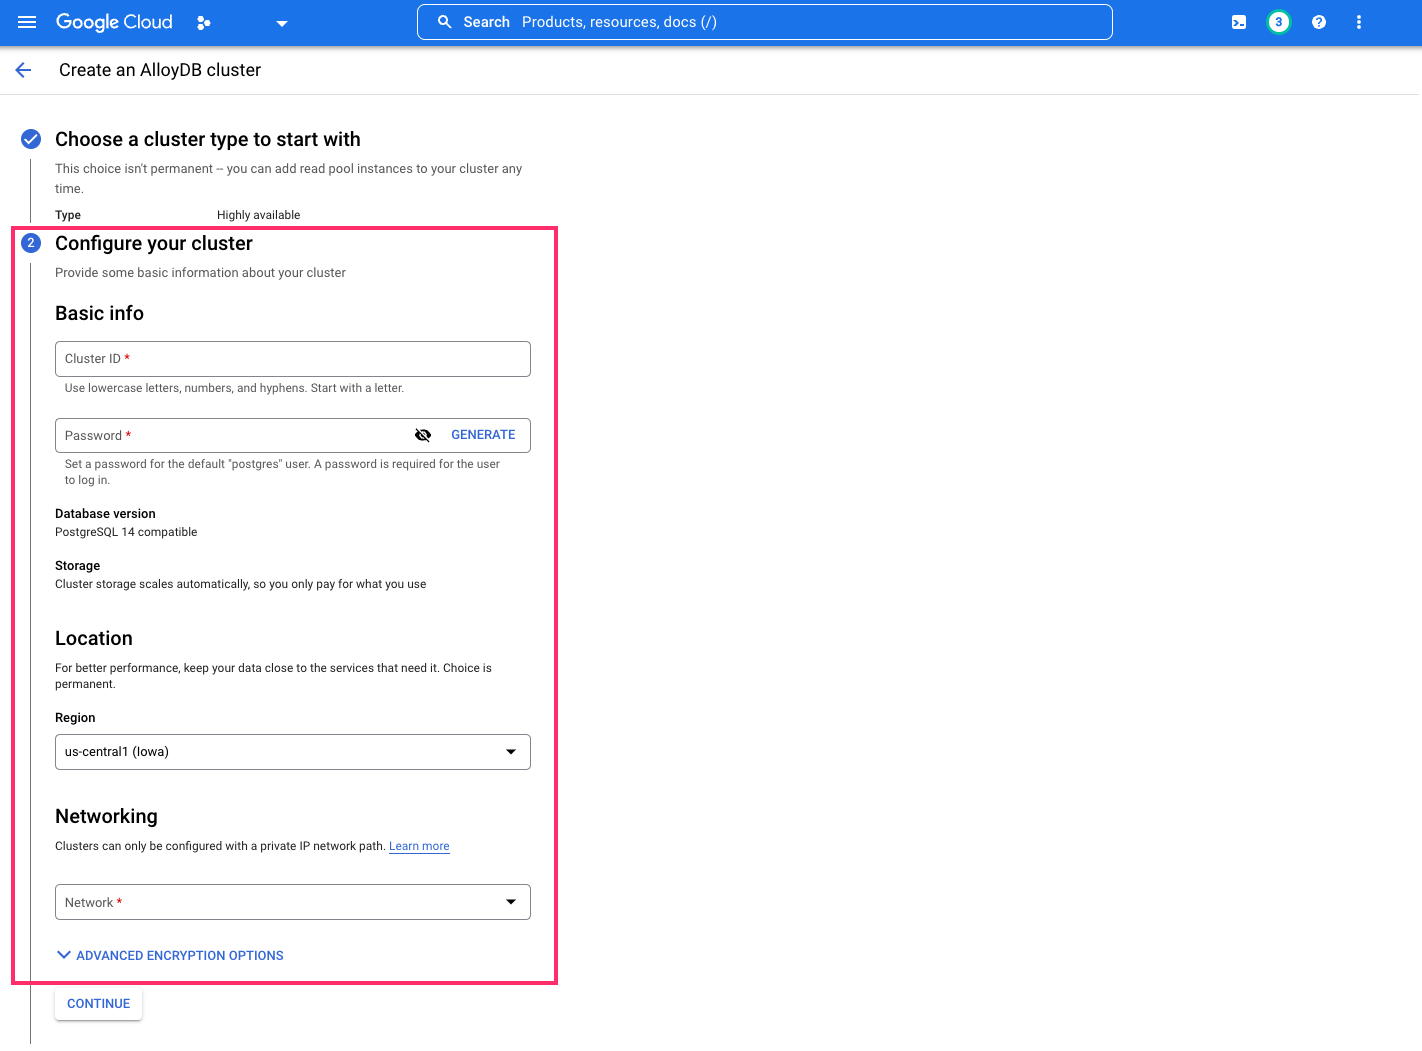 Google Cloud
Search Products, resources, docs (/)
3
Create an AlloyDB cluster
Choose a cluster type to start with
This choice isn't permanent -- you can add read pool instances to your cluster any
time.
Type Highly available
2 Configure your cluster
Provide some basic information about your cluster
Basic info
Cluster ID *
Use lowercase letters, numbers, and hyphens. Start with a letter.
Password * GENERATE
Set a password for the default "postgres" user. A password is required for the user
to log in.
Database version
PostgreSQL 14 compatible
Storage
Cluster storage scales automatically, so you only pay for what you use
Location
For better performance, keep your data close to the services that need it. Choice is
permanent.
Region
us-central1 (Iowa)
Networking
Clusters can only be configured with a private IP network path. Learn more
Network *
ADVANCED ENCRYPTION OPTIONS
CONTINUE